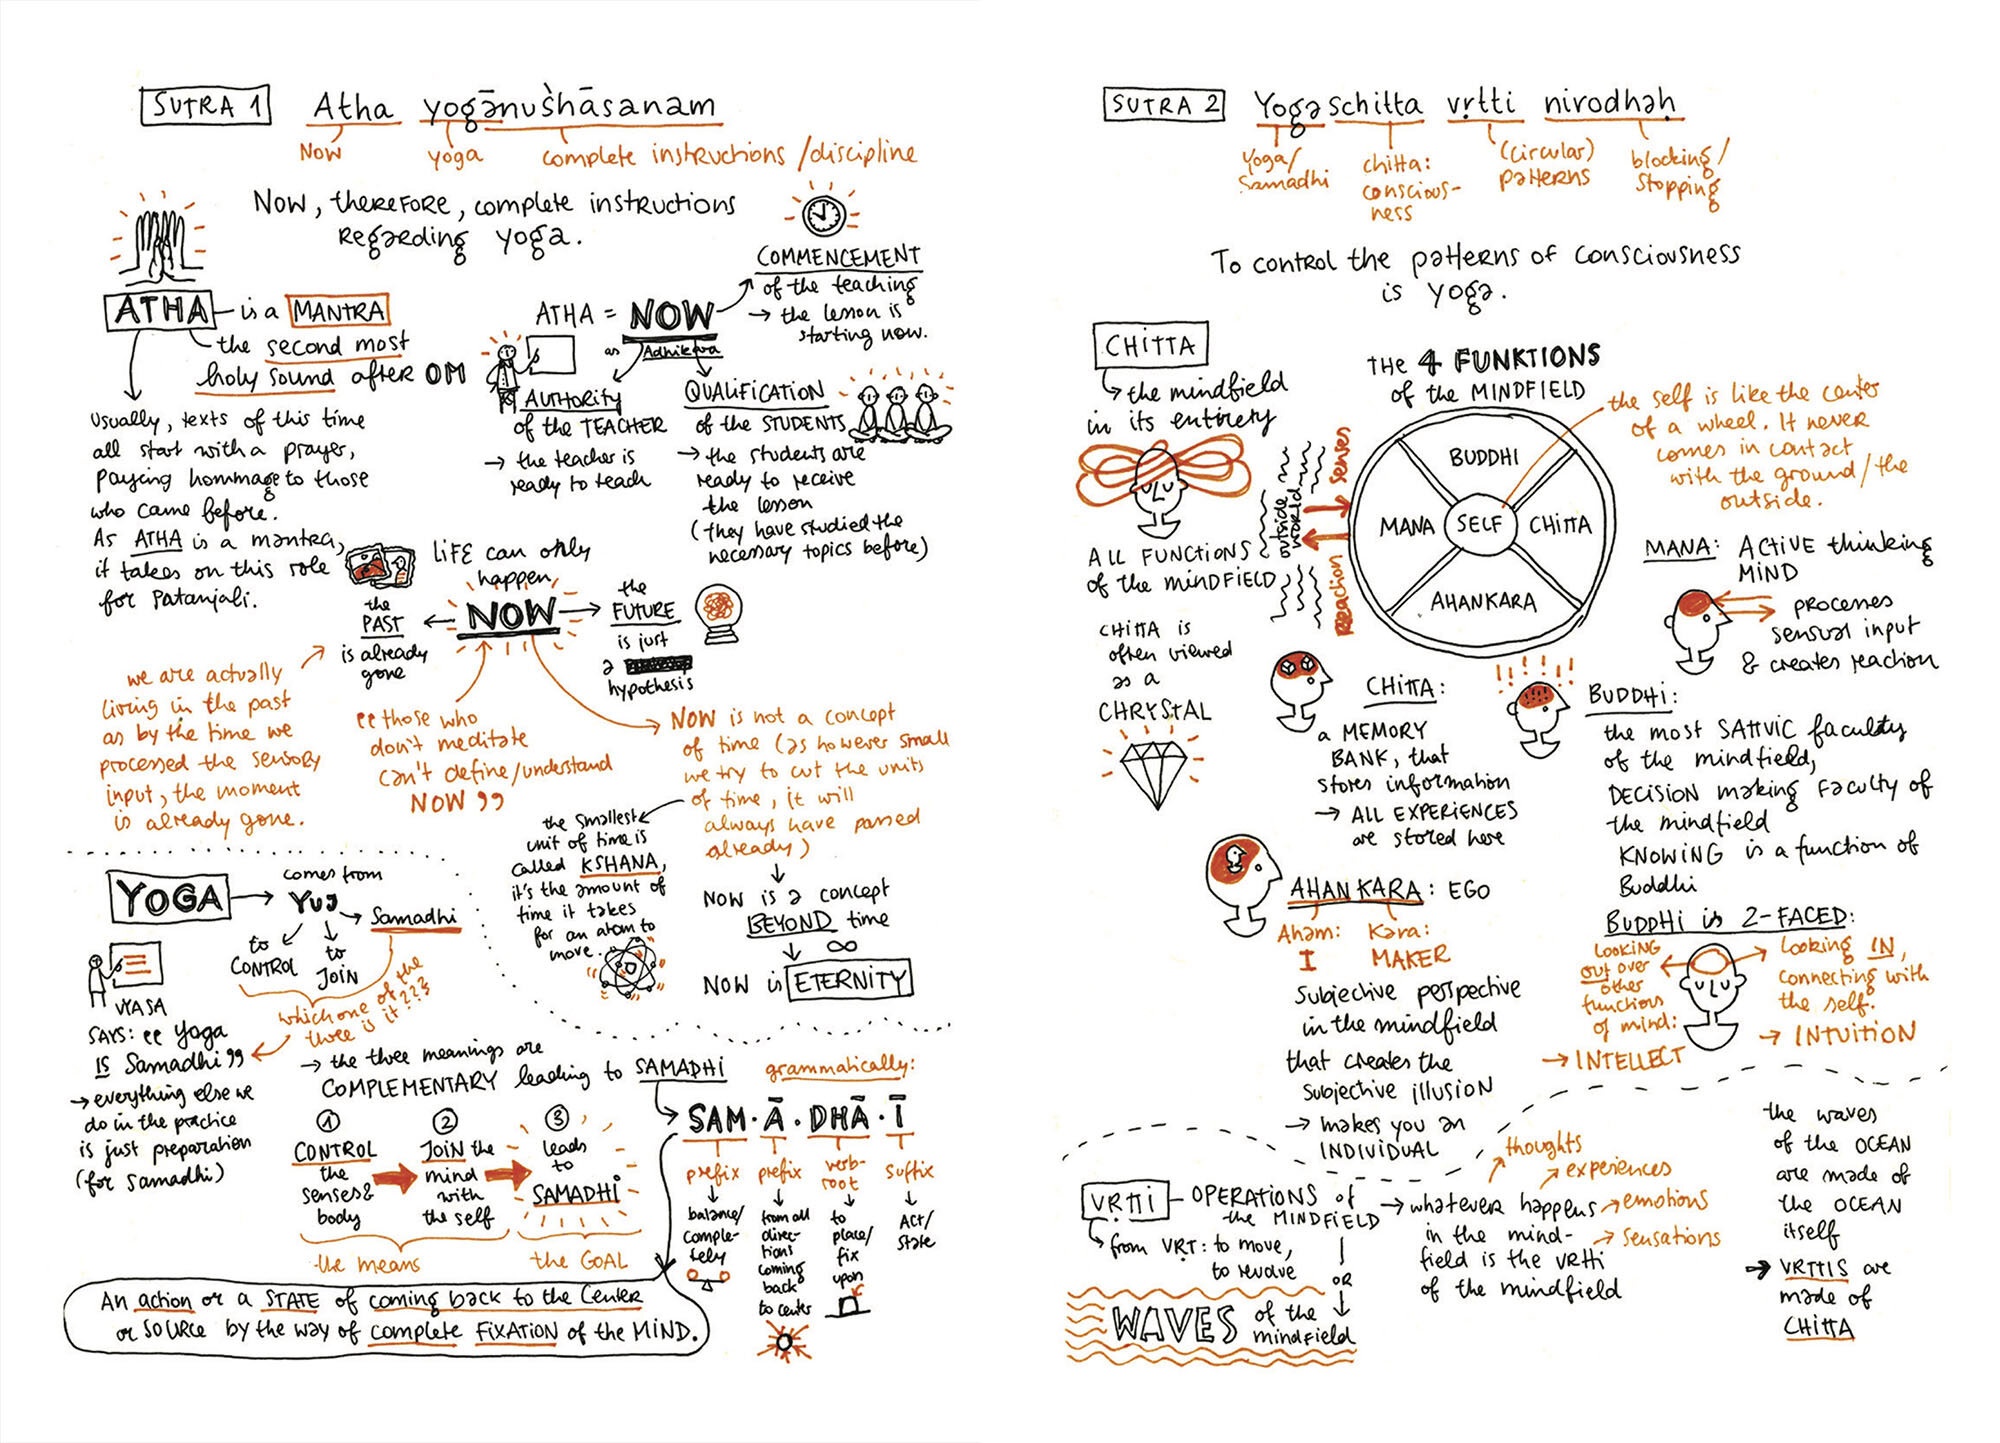 SUTRA 1
Atha yogānuṡhāsanam
Now
yoga
complete instructions /discipline
Now, therefore, complete instructions
regarding yoga.
ATHA
is a MANTRA
the second most
holy sound after OM
Usually, texts of this time
all start with a prayer,
paying hommage to those
who came before.
As ATHA is a mantra,
it takes on this role
for Patanjali.
ATHA = NOW
as Adhikara
COMMENCEMENT
of the teaching
→ the lesson is
starting now.
AUTHORITY
of the TEACHER
→ the teacher is
ready to teach
QUALIFICATION
of the STUDENTS
→ the students are
ready to receive
the lesson
(they have studied the
necessary topics before)
LIFE can only
happen
NOW
the
PAST
is already
gone
the
FUTURE
is just
a
hypothesis
we are actually
living in the past
as by the time we
processed the sensory
input, the moment
is already gone.
"those who
don't meditate
can't define/understand
NOW"
NOW is not a concept
of time (as however small
we try to cut the units
of time, it will
always have passed
already)
the smallest
unit of time is
called KSHANA,
it's the amount of
time it takes
for an atom to
move.
NOW is a concept
BEYOND time
∞
NOW is ETERNITY
YOGA
comes from
Yuj
to
CONTROL
to
JOIN
Samadhi
which one of the
three is it???
VYASA
SAYS: "Yoga
IS Samadhi"
→ everything else we
do in the practice
is just preparation
(for Samadhi)
→ the three meanings are
COMPLEMENTARY leading to SAMADHI
1
CONTROL
the
senses &
body
2
JOIN the
mind
with
the self
3
leads
to
SAMADHI
the means
the GOAL
grammatically:
SAM·Ā·DHĀ·Ī
prefix
balance/
comple-
tely
prefix
from all
direc-
tions
coming
back
to center
verb-
root
to
place/
fix
upon
suffix
Act/
State
An action or a STATE of coming back to the Center
or SOURCE by the way of complete FIXATION of the MIND.
SUTRA 2
Yogaschitta vṛtti nirodhaḥ
Yoga/
Samadhi
chitta:
conscious-
ness
(circular)
patterns
blocking/
stopping
To control the patterns of consciousness
is yoga.
CHITTA
the mindfield
in its entirety
ALL FUNCTIONS
of the MINDFIELD
CHITTA is
often viewed
as a
CHRYSTAL
THE 4 FUNKTIONS
of the MINDFIELD
outside
world
Senses
Reaction
BUDDHI
MANA
SELF
CHITTA
AHANKARA
the self is like the center
of a wheel. It never
comes in contact
with the ground/the
outside.
MANA: ACTIVE thinking
MIND
processes
sensual input
& creates reaction
CHITTA:
a MEMORY
BANK, that
stores information
→ ALL EXPERIENCES
are stored here
BUDDHI:
the most SATTVIC faculty
of the mindfield,
DECISION making faculty of
the mindfield
KNOWING is a function of
Buddhi
AHANKARA: EGO
Aham:
I
Kara:
MAKER
Subjective perspective
in the mindfield
that creates the
subjective illusion
→ makes you an
INDIVIDUAL
BUDDHI is 2-FACED:
LOOKING
out over
other
functions
of mind:
→ INTELLECT
Looking IN,
connecting with
the self.
→ INTUITION
VRTTI
OPERATIONS of
the MINDFIELD
from VṚT: to move,
to revolve
OR
WAVES of the
mindfield
whatever happens
in the mind-
field is the vrtti
of the mindfield
thoughts
experiences
emotions
sensations
the waves
of the OCEAN
are made of
the OCEAN
itself
→ VRTTIS are
made of
CHITTA